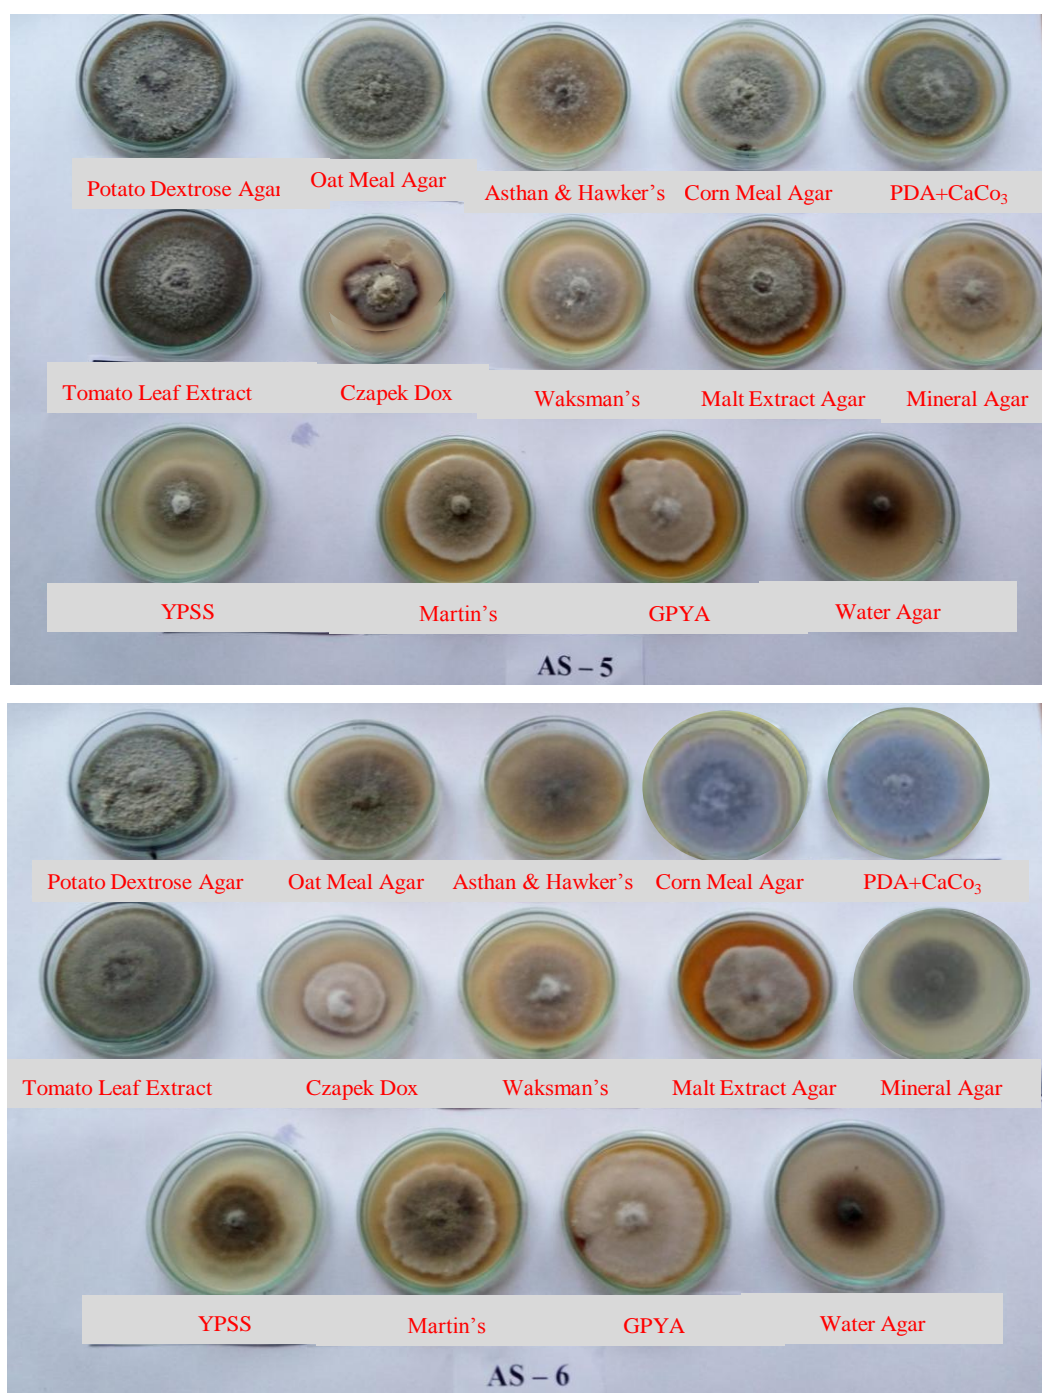 Potato Dextrose Agar
Oat Meal Agar
Asthan & Hawker's
Corn Meal Agar
PDA+CaCo₃
Tomato Leaf Extract
Czapek Dox
Waksman's
Malt Extract Agar
Mineral Agar
YPSS
Martin's
GPYA
Water Agar
AS – 5
Potato Dextrose Agar
Oat Meal Agar
Asthan & Hawker's
Corn Meal Agar
PDA+CaCo₃
Tomato Leaf Extract
Czapek Dox
Waksman's
Malt Extract Agar
Mineral Agar
YPSS
Martin's
GPYA
Water Agar
AS – 6